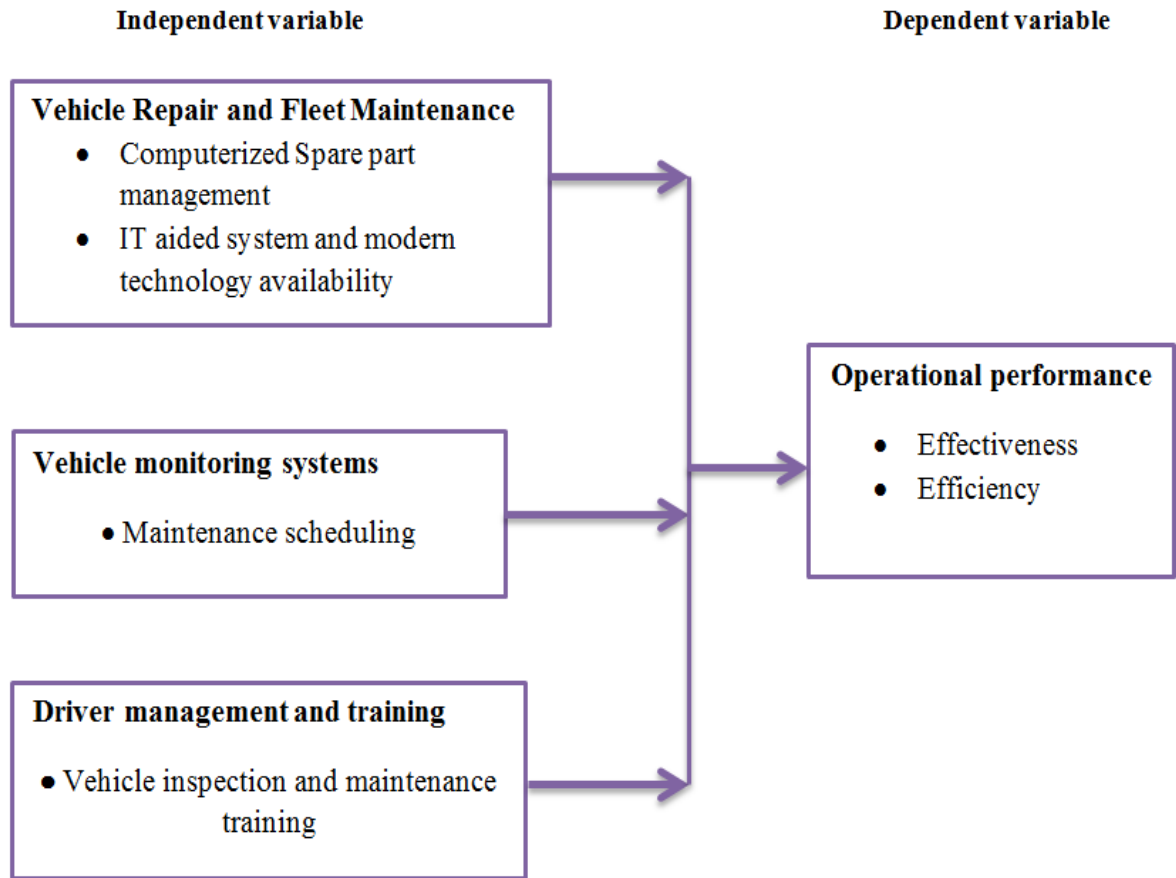 Independent variable
Dependent variable
Vehicle Repair and Fleet Maintenance
● Computerized Spare part
management
● IT aided system and modern
technology availability
Vehicle monitoring systems
● Maintenance scheduling
Driver management and training
● Vehicle inspection and maintenance
training
Operational performance
● Effectiveness
● Efficiency